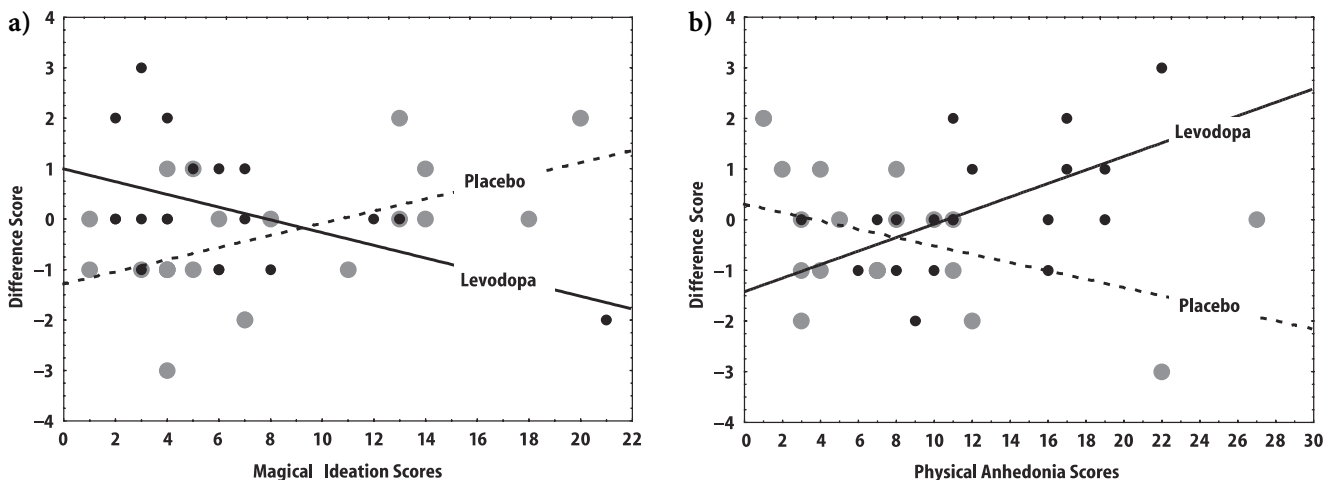 a)
4
3
2
1
0
−1
−2
−3
−4
Difference Score
Placebo
Levodopa
0 2 4 6 8 10 12 14 16 18 20 22
Magical Ideation Scores
b)
4
3
2
1
0
−1
−2
−3
−4
Difference Score
Levodopa
Placebo
0 2 4 6 8 10 12 14 16 18 20 22 24 26 28 30
Physical Anhedonia Scores